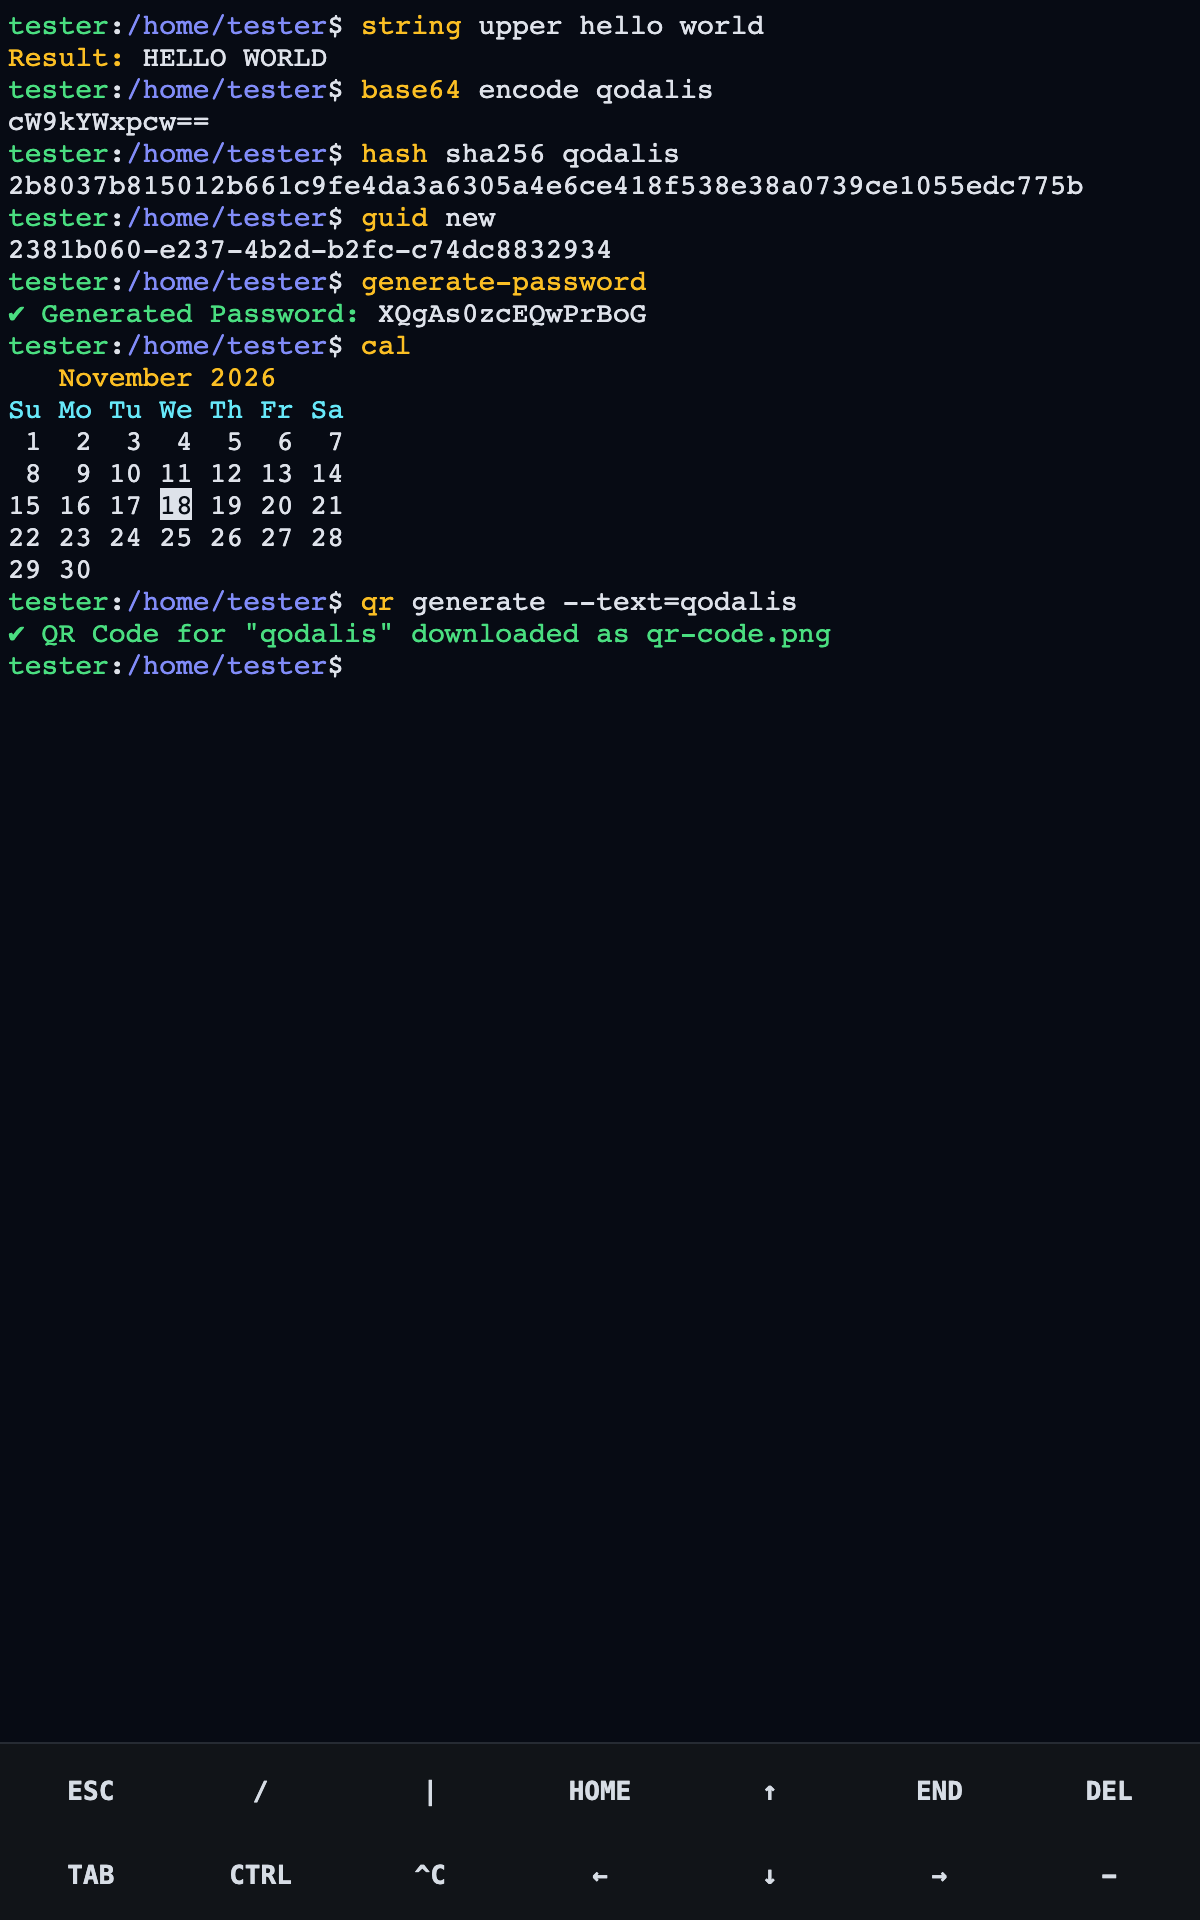 tester:/home/tester$ string upper hello world
Result: HELLO WORLD
tester:/home/tester$ base64 encode qodalis
cW9kYWxpcw==
tester:/home/tester$ hash sha256 qodalis
2b8037b815012b661c9fe4da3a6305a4e6ce418f538e38a0739ce1055edc775b
tester:/home/tester$ guid new
2381b060-e237-4b2d-b2fc-c74dc8832934
tester:/home/tester$ generate-password
✔ Generated Password: XQgAs0zcEQwPrBoG
tester:/home/tester$ cal
   November 2026
Su Mo Tu We Th Fr Sa
 1  2  3  4  5  6  7
 8  9 10 11 12 13 14
15 16 17 18 19 20 21
22 23 24 25 26 27 28
29 30
tester:/home/tester$ qr generate --text=qodalis
✔ QR Code for "qodalis" downloaded as qr-code.png
tester:/home/tester$
ESC / | HOME ↑ END DEL
TAB CTRL ^C ← ↓ → −